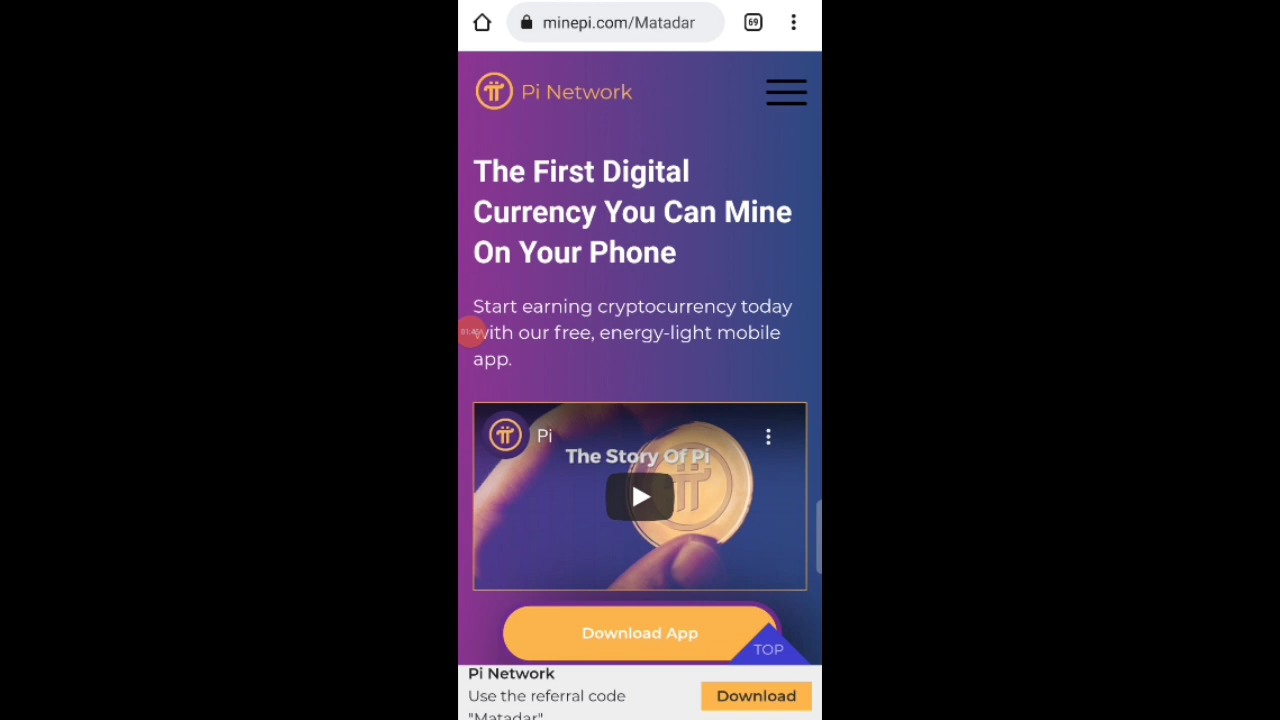 minepi.com/Matadar
69
Pi Network
The First Digital
Currency You Can Mine
On Your Phone
Start earning cryptocurrency today
with our free, energy-light mobile
app.
Pi
The Story Of Pi
Download App
TOP
Pi Network
Use the referral code
"Matadar"
Download